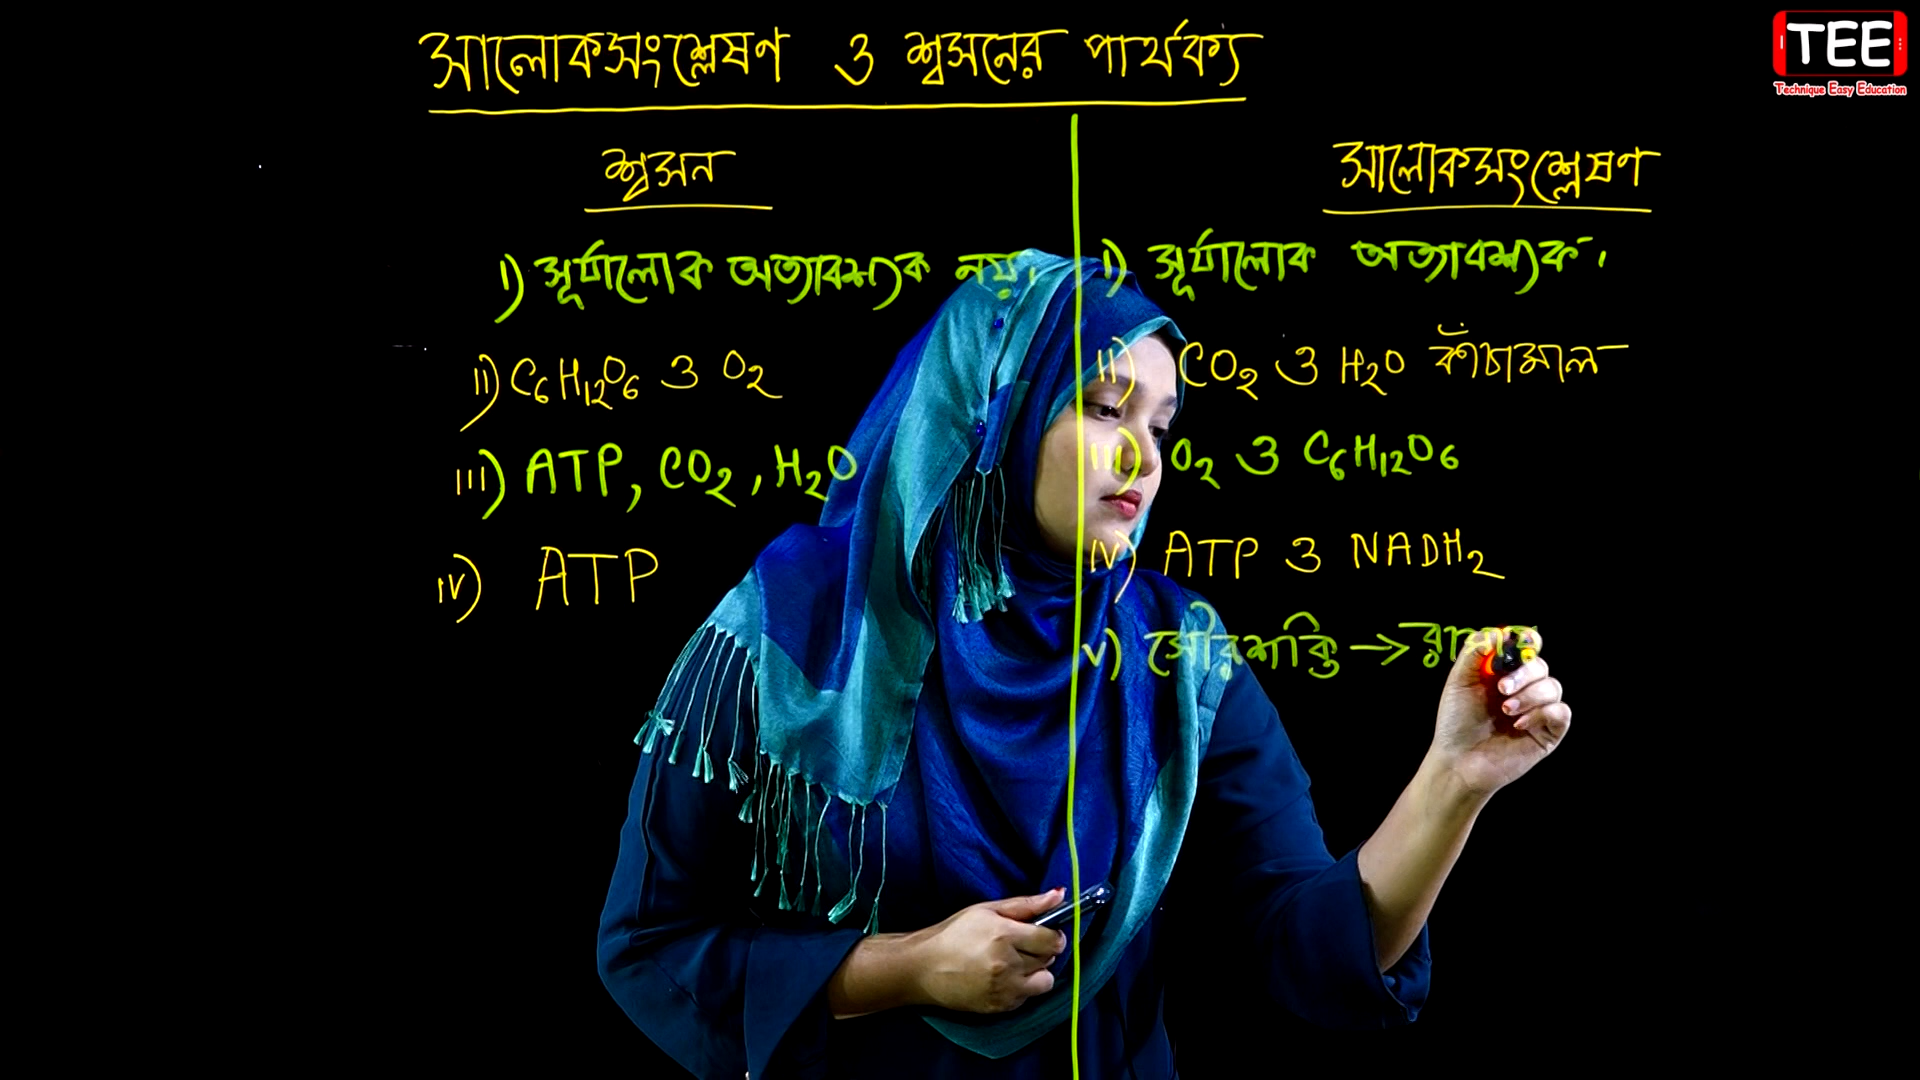 আলোকসংশ্লেষণ ও শ্বসনের পার্থক্য
TEE
Technique Easy Education
শ্বসন
i) সূর্যালোক অত্যাবশ্যক নয়।
ii) C6H12O6 ও O2
iii) ATP, CO2, H2O
iv) ATP
আলোকসংশ্লেষণ
i) সূর্যালোক অত্যাবশ্যক।
ii) CO2 ও H2O কাঁচামাল
iii) O2 ও C6H12O6
iv) ATP ও NADH2
v) সৌরশক্তি → রাসায়